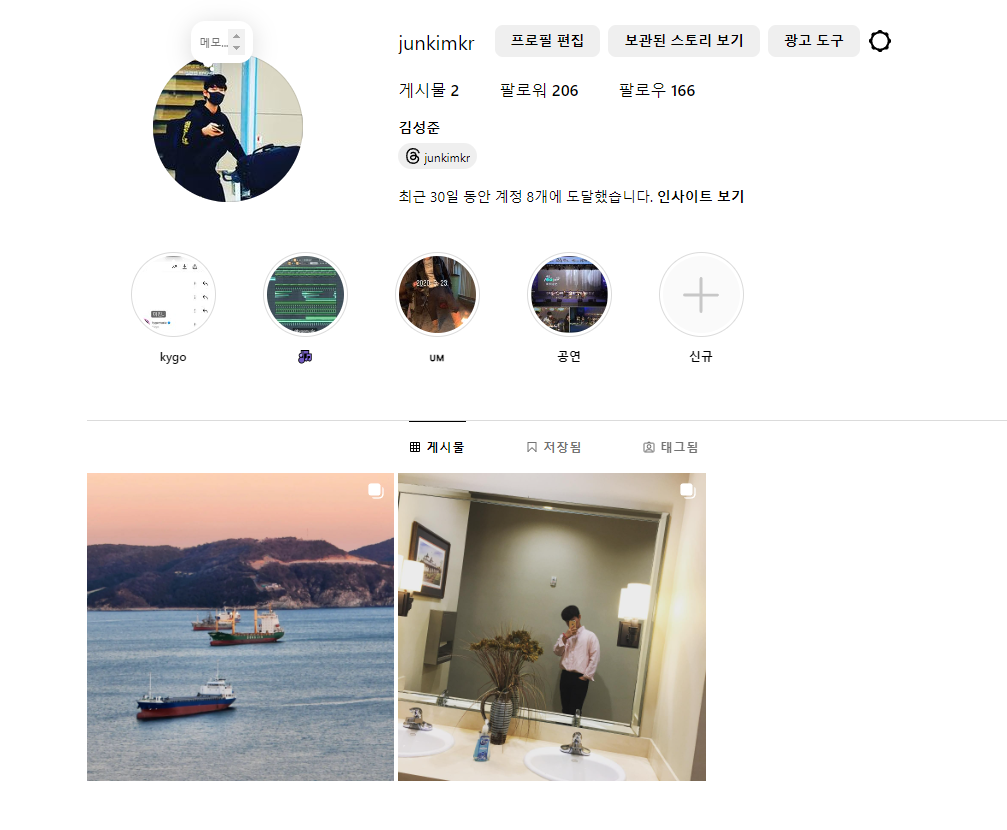 메모...
junkimkr
프로필 편집
보관된 스토리 보기
광고 도구
게시물 2
팔로워 206
팔로우 166
김성준
junkimkr
최근 30일 동안 계정 8개에 도달했습니다. 인사이트 보기
2020. 3. 23.
kygo
UM
공연
신규
게시물
저장됨
태그됨